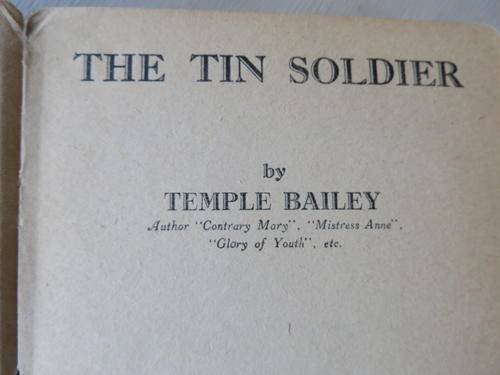 THE TIN SOLDIER
by
TEMPLE BAILEY
Author "Contrary Mary", "Mistress Anne",
"Glory of Youth", etc.